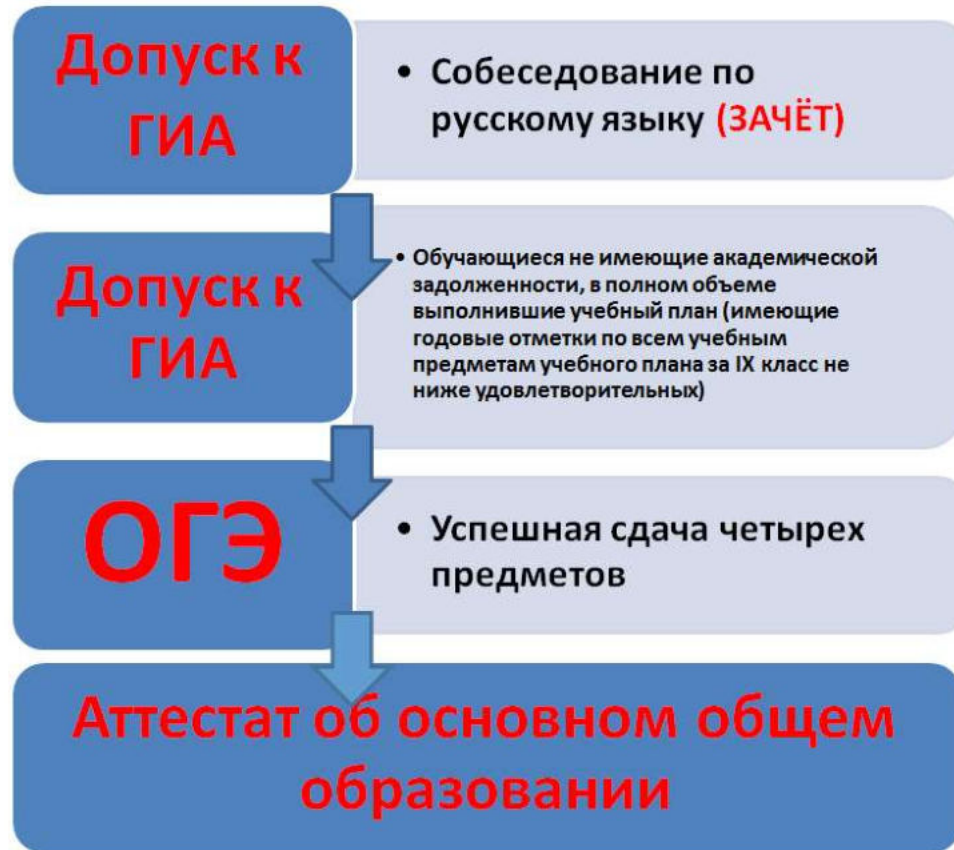 Допуск к
ГИА
• Собеседование по
русскому языку (ЗАЧЁТ)
Допуск к
ГИА
• Обучающиеся не имеющие академической
задолженности, в полном объеме
выполнившие учебный план (имеющие
годовые отметки по всем учебным
предметам учебного плана за IX класс не
ниже удовлетворительных)
ОГЭ
• Успешная сдача четырех
предметов
Аттестат об основном общем
образовании